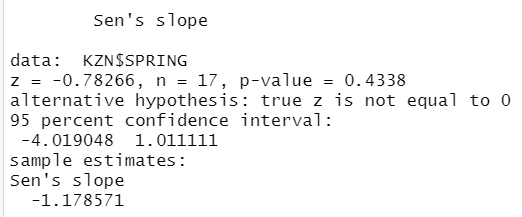 Sen's slope
data:  KZN$SPRING
z = -0.78266, n = 17, p-value = 0.4338
alternative hypothesis: true z is not equal to 0
95 percent confidence interval:
 -4.019048  1.011111
sample estimates:
Sen's slope
  -1.178571